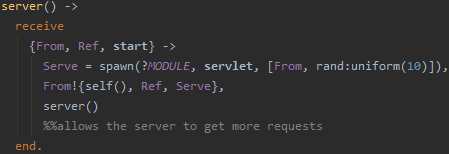 server() ->
receive
{From, Ref, start} ->
Serve = spawn(?MODULE, servlet, [From, rand:uniform(10)]),
From!{self(), Ref, Serve},
server()
%%allows the server to get more requests
end.